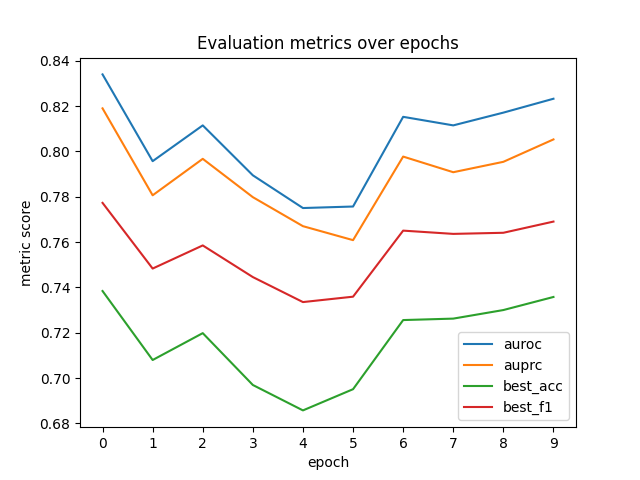 Evaluation metrics over epochs
metric score
0.84
0.82
0.80
0.78
0.76
0.74
0.72
0.70
0.68
auroc
auprc
best_acc
best_f1
0 1 2 3 4 5 6 7 8 9
epoch